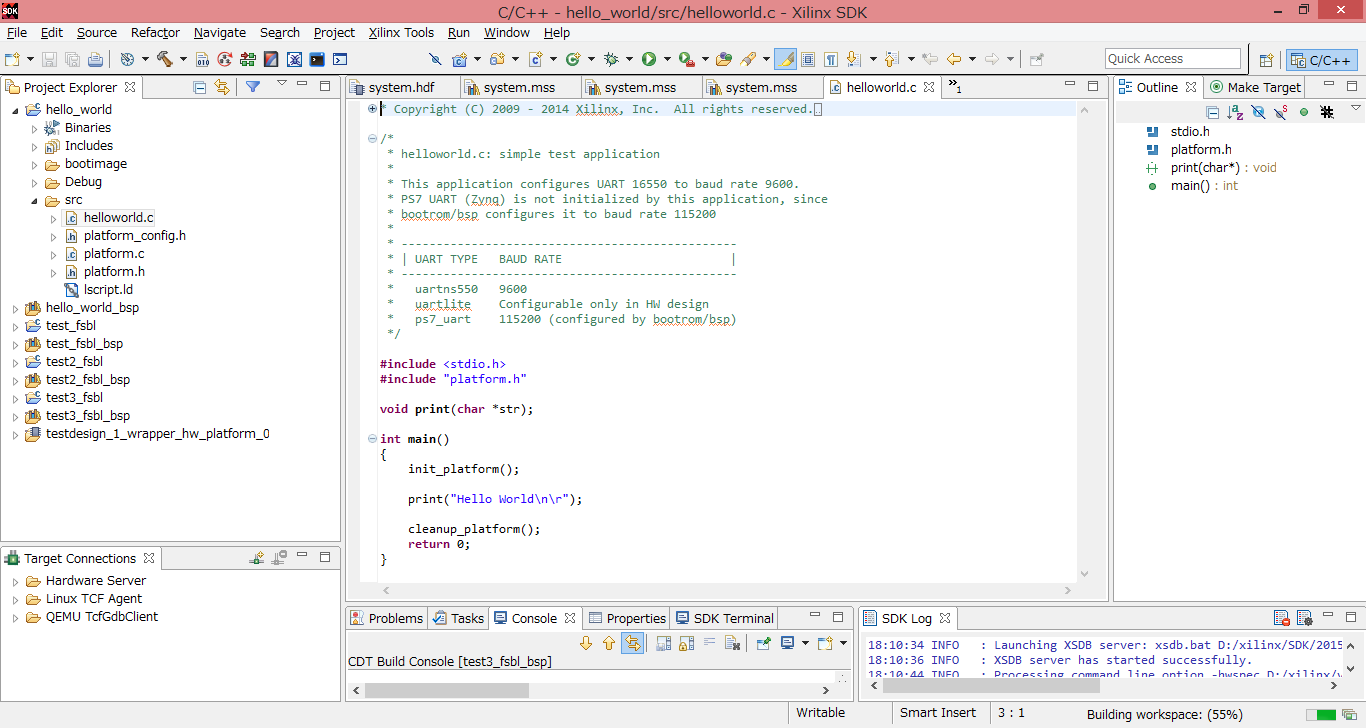 SDK
C/C++ - hello_world/src/helloworld.c - Xilinx SDK
File Edit Source Refactor Navigate Search Project Xilinx Tools Run Window Help
Quick Access
C/C++
Project Explorer
hello_world
Binaries
Includes
bootimage
Debug
src
helloworld.c
platform_config.h
platform.c
platform.h
lscript.ld
hello_world_bsp
test_fsbl
test_fsbl_bsp
test2_fsbl
test2_fsbl_bsp
test3_fsbl
test3_fsbl_bsp
testdesign_1_wrapper_hw_platform_0
Target Connections
Hardware Server
Linux TCF Agent
QEMU TcfGdbClient
system.hdf system.mss system.mss system.mss helloworld.c »1
* Copyright (C) 2009 - 2014 Xilinx, Inc.  All rights reserved.
/*
* helloworld.c: simple test application
*
* This application configures UART 16550 to baud rate 9600.
* PS7 UART (Zynq) is not initialized by this application, since
* bootrom/bsp configures it to baud rate 115200
*
* ------------------------------------------------
* | UART TYPE   BAUD RATE                        |
* ------------------------------------------------
*   uartns550   9600
*   uartlite    Configurable only in HW design
*   ps7_uart    115200 (configured by bootrom/bsp)
*/
#include <stdio.h>
#include "platform.h"
void print(char *str);
int main()
{
init_platform();
print("Hello World\n\r");
cleanup_platform();
return 0;
}
Outline Make Target
stdio.h
platform.h
print(char*) : void
main() : int
Problems Tasks Console Properties SDK Terminal
CDT Build Console [test3_fsbl_bsp]
SDK Log
18:10:34 INFO   : Launching XSDB server: xsdb.bat D:/xilinx/SDK/2015
18:10:36 INFO   : XSDB server has started successfully.
18:10:44 INFO   : Processing command line option -hwspec D:/xilinx/v
Writable
Smart Insert
3 : 1
Building workspace: (55%)